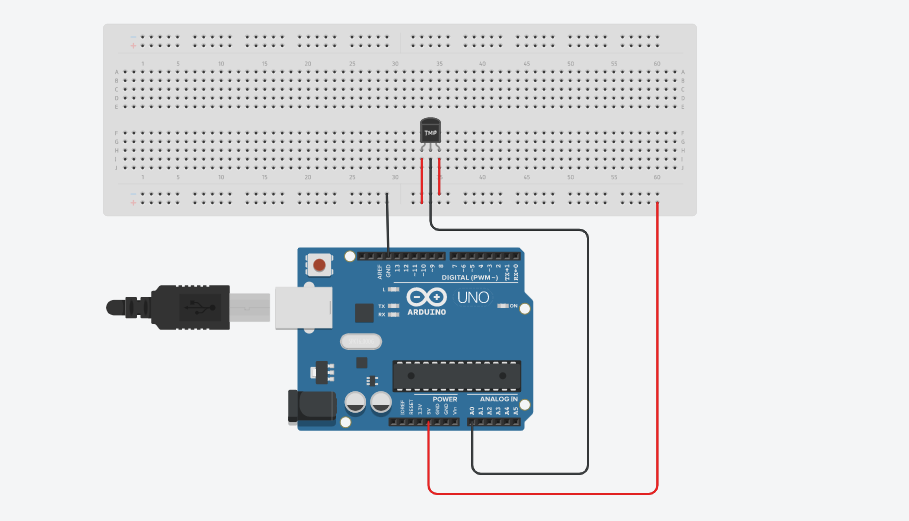 1 5 10 15 20 25 30 35 40 45 50 55 60
A A
B B
C C
D D
E E
TMP
F F
G G
H H
I I
J J
1 5 10 15 20 25 30 35 40 45 50 55 60
AREF
GND
13
12
~11
~10
~9
8
7
~6
~5
4
~3
2
TX→1
RX←0
DIGITAL (PWM~)
L
TX
RX
UNO
ARDUINO
ON
POWER
ANALOG IN
IOREF
RESET
3.3V
5V
GND
GND
Vin
A0
A1
A2
A3
A4
A5